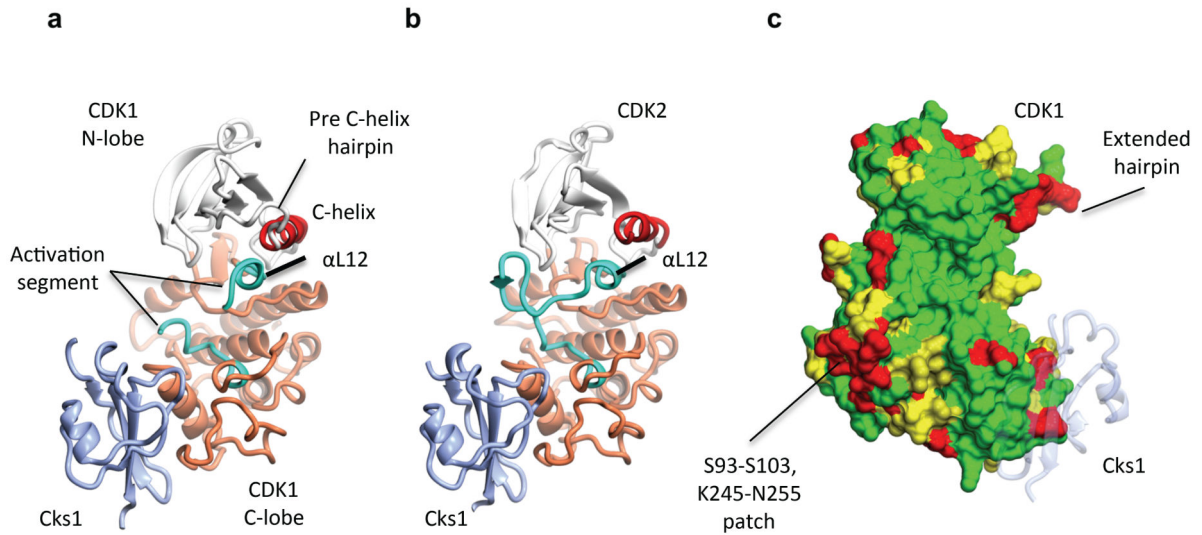 a
CDK1
N-lobe
Pre C-helix
hairpin
C-helix
αL12
Activation
segment
Cks1
CDK1
C-lobe
b
CDK2
αL12
Cks1
c
CDK1
Extended
hairpin
S93-S103,
K245-N255
patch
Cks1